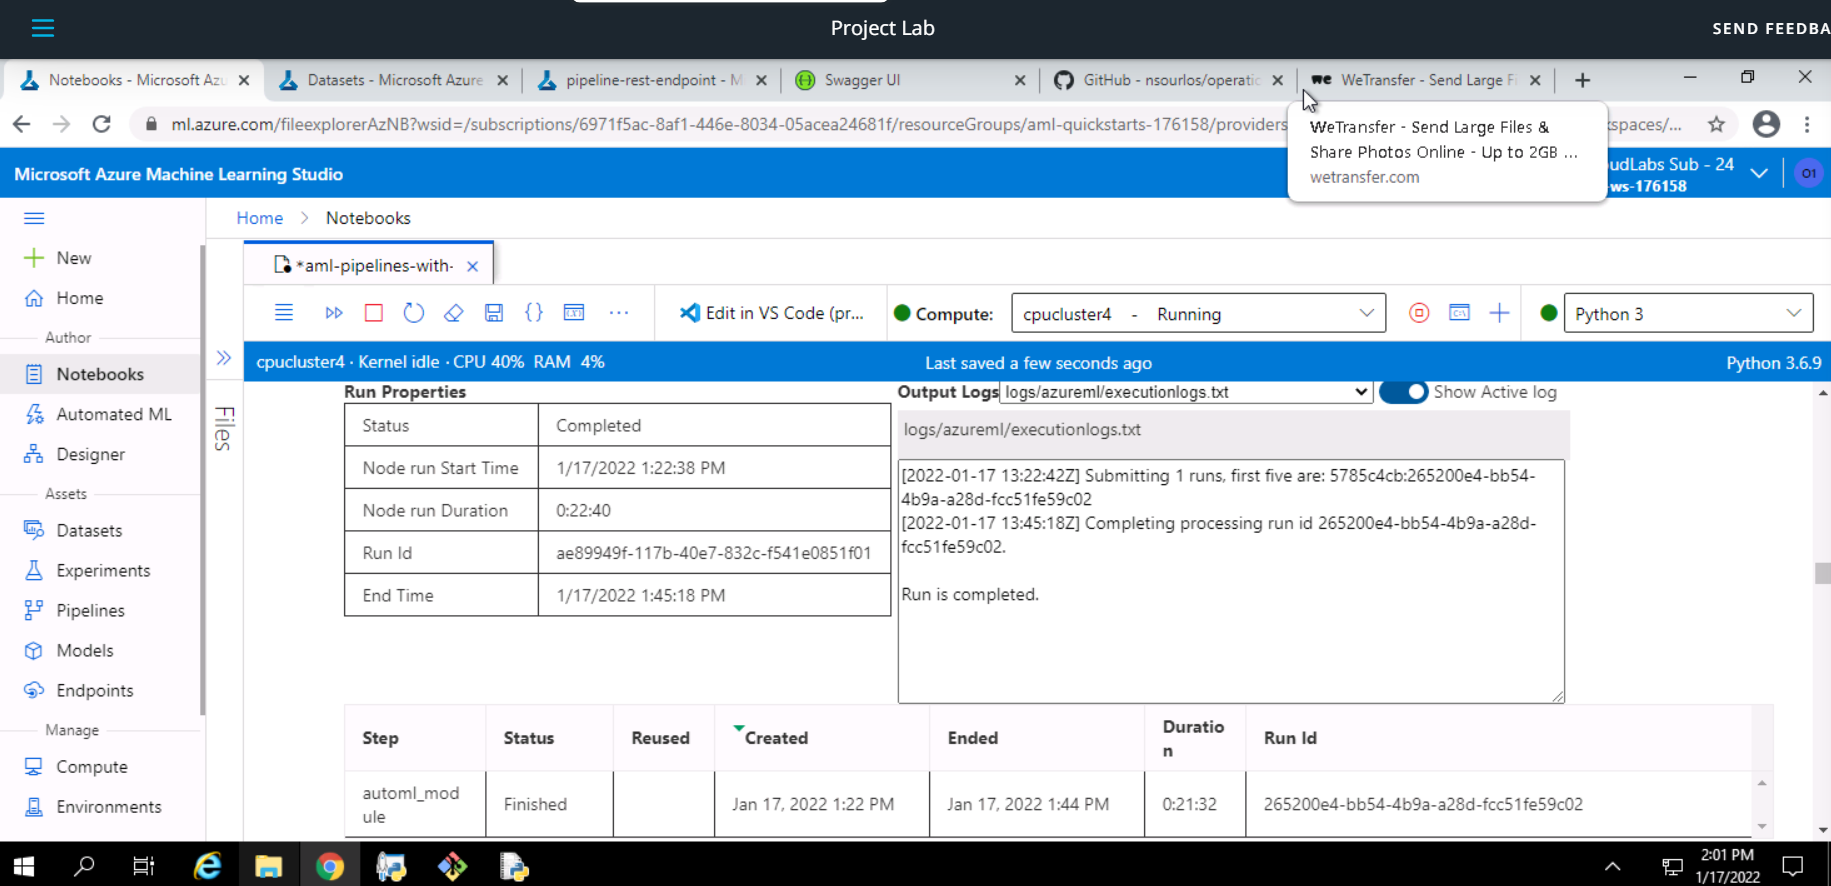 Project Lab
SEND FEEDBA
Notebooks - Microsoft Azu
Datasets - Microsoft Azure
pipeline-rest-endpoint - M
Swagger UI
GitHub - nsourlos/operatic
we WeTransfer - Send Large Fi
ml.azure.com/fileexplorerAzNB?wsid=/subscriptions/6971f5ac-8af1-446e-8034-05acea24681f/resourceGroups/aml-quickstarts-176158/providers
spaces/...
WeTransfer - Send Large Files &
Share Photos Online - Up to 2GB ...
wetransfer.com
Microsoft Azure Machine Learning Studio
udLabs Sub - 24
-ws-176158
O1
Home > Notebooks
New
Home
Author
Notebooks
Automated ML
Designer
Assets
Datasets
Experiments
Pipelines
Models
Endpoints
Manage
Compute
Environments
Files
*aml-pipelines-with-
Edit in VS Code (pr...
Compute:
cpucluster4 - Running
Python 3
cpucluster4 · Kernel idle · CPU 40% RAM 4%
Last saved a few seconds ago
Python 3.6.9
Run Properties
Status Completed
Node run Start Time 1/17/2022 1:22:38 PM
Node run Duration 0:22:40
Run Id ae89949f-117b-40e7-832c-f541e0851f01
End Time 1/17/2022 1:45:18 PM
Output Logs logs/azureml/executionlogs.txt
Show Active log
logs/azureml/executionlogs.txt
[2022-01-17 13:22:42Z] Submitting 1 runs, first five are: 5785c4cb:265200e4-bb54-
4b9a-a28d-fcc51fe59c02
[2022-01-17 13:45:18Z] Completing processing run id 265200e4-bb54-4b9a-a28d-
fcc51fe59c02.
Run is completed.
Step Status Reused Created Ended Duratio
n Run Id
automl_mod
ule Finished Jan 17, 2022 1:22 PM Jan 17, 2022 1:44 PM 0:21:32 265200e4-bb54-4b9a-a28d-fcc51fe59c02
2:01 PM
1/17/2022